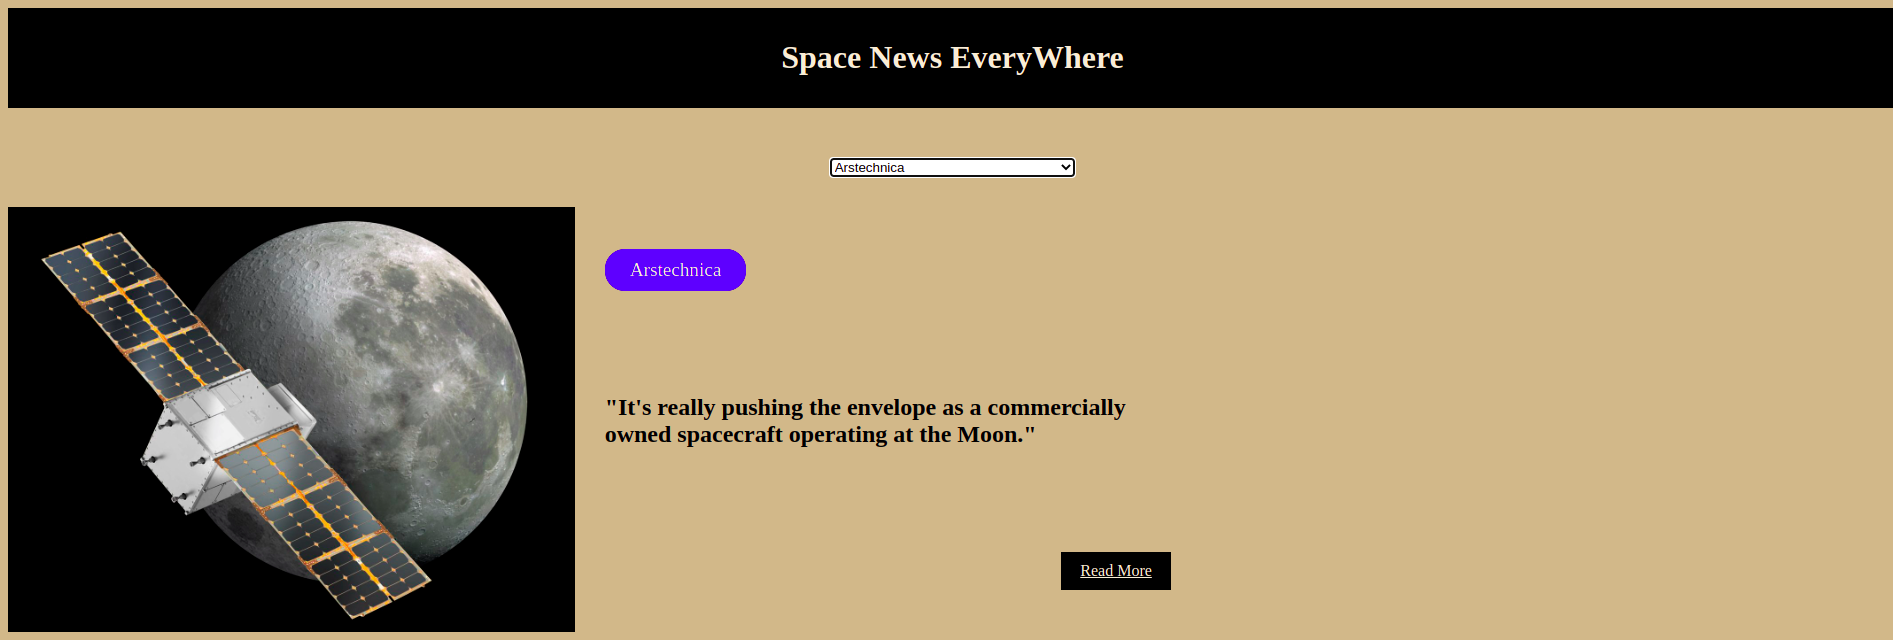 Space News EveryWhere
Arstechnica
Arstechnica
"It's really pushing the envelope as a commercially
owned spacecraft operating at the Moon."
Read More